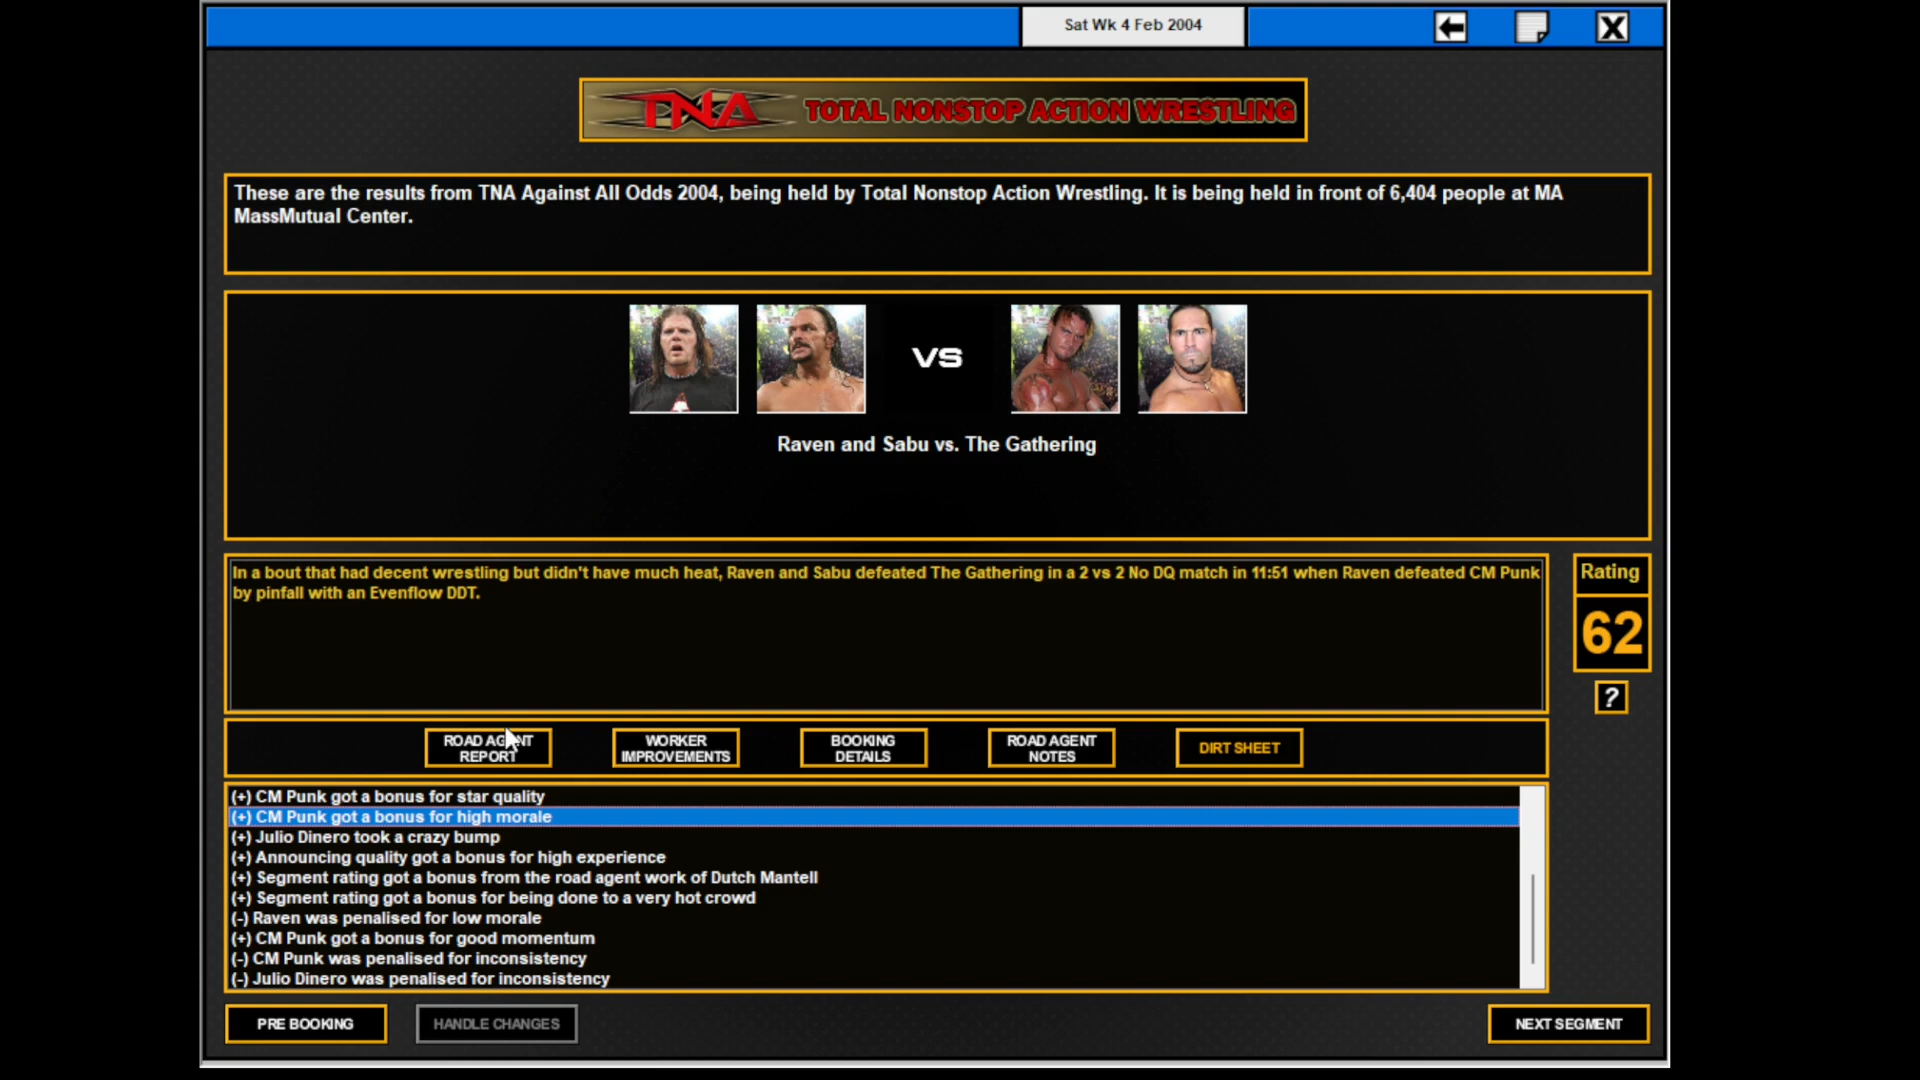 Sat Wk 4 Feb 2004
TNA TOTAL NONSTOP ACTION WRESTLING
These are the results from TNA Against All Odds 2004, being held by Total Nonstop Action Wrestling. It is being held in front of 6,404 people at MA
MassMutual Center.
VS
Raven and Sabu vs. The Gathering
In a bout that had decent wrestling but didn't have much heat, Raven and Sabu defeated The Gathering in a 2 vs 2 No DQ match in 11:51 when Raven defeated CM Punk
by pinfall with an Evenflow DDT.
Rating
62
?
ROAD AGENT
REPORT
WORKER
IMPROVEMENTS
BOOKING
DETAILS
ROAD AGENT
NOTES
DIRT SHEET
(+) CM Punk got a bonus for star quality
(+) CM Punk got a bonus for high morale
(+) Julio Dinero took a crazy bump
(+) Announcing quality got a bonus for high experience
(+) Segment rating got a bonus from the road agent work of Dutch Mantell
(+) Segment rating got a bonus for being done to a very hot crowd
(-) Raven was penalised for low morale
(+) CM Punk got a bonus for good momentum
(-) CM Punk was penalised for inconsistency
(-) Julio Dinero was penalised for inconsistency
PRE BOOKING
HANDLE CHANGES
NEXT SEGMENT